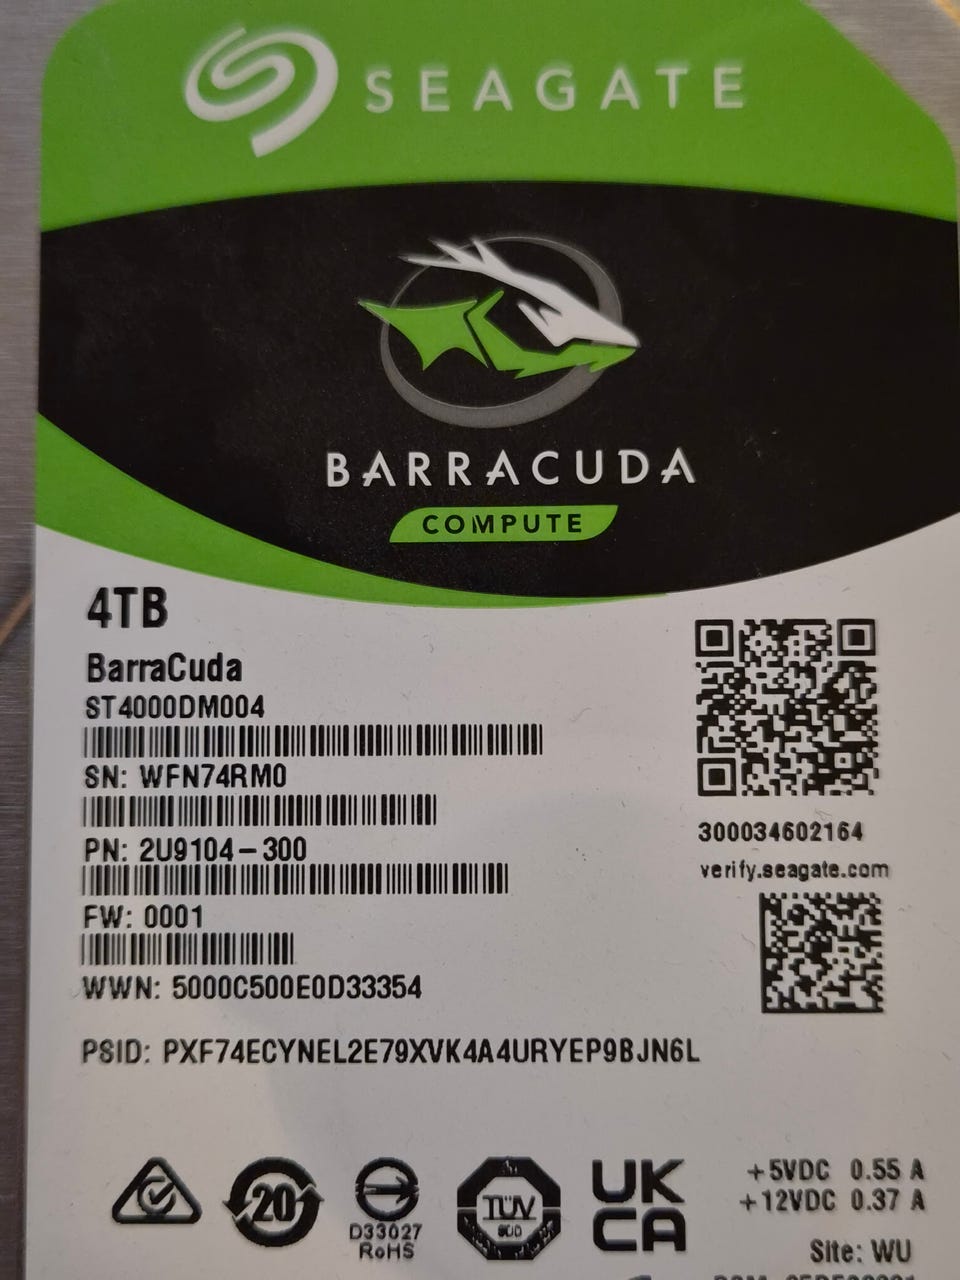 SEAGATE
BARRACUDA
COMPUTE
4TB
BarraCuda
ST4000DM004
SN: WFN74RM0
PN: 2U9104-300
FW: 0001
WWN: 5000C500E0D33354
PSID: PXF74ECYNEL2E79XVK4A4URYEP9BJN6L
300034602164
verify.seagate.com
20
D33027
RoHS
TÜV
SÜD
UK
CA
+5VDC 0.55 A
+12VDC 0.37 A
Site: WU